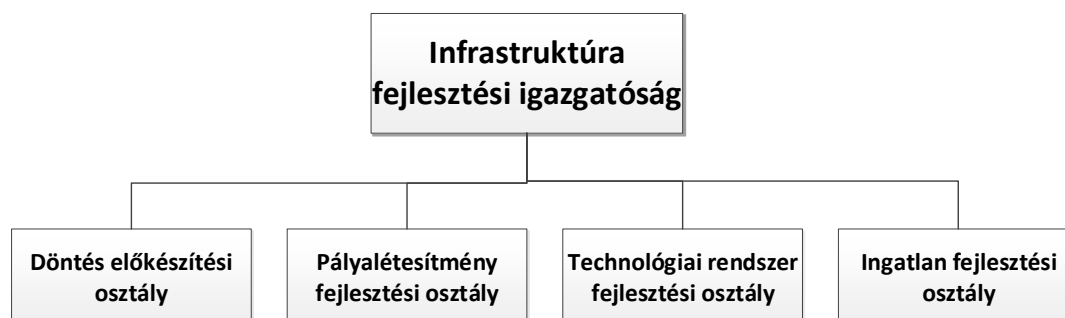 Infrastruktúra
fejlesztési igazgatóság
Döntés előkészítési
osztály
Pályalétesítmény
fejlesztési osztály
Technológiai rendszer
fejlesztési osztály
Ingatlan fejlesztési
osztály